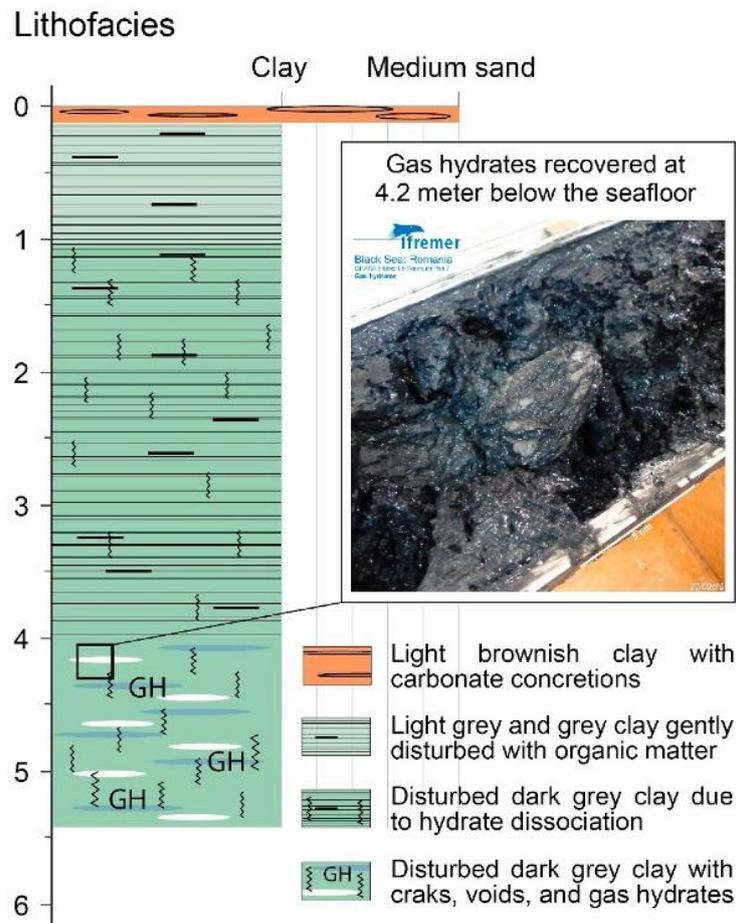 Lithofacies
Clay
Medium sand
0
1
2
3
4
5
6
Gas hydrates recovered at
4.2 meter below the seafloor
Ifremer
Black Sea: Romania
Gas hydrates
5 cm
GH
GH
GH
Light brownish clay with
carbonate concretions
Light grey and grey clay gently
disturbed with organic matter
Disturbed dark grey clay due
to hydrate dissociation
GH
Disturbed dark grey clay with
craks, voids, and gas hydrates